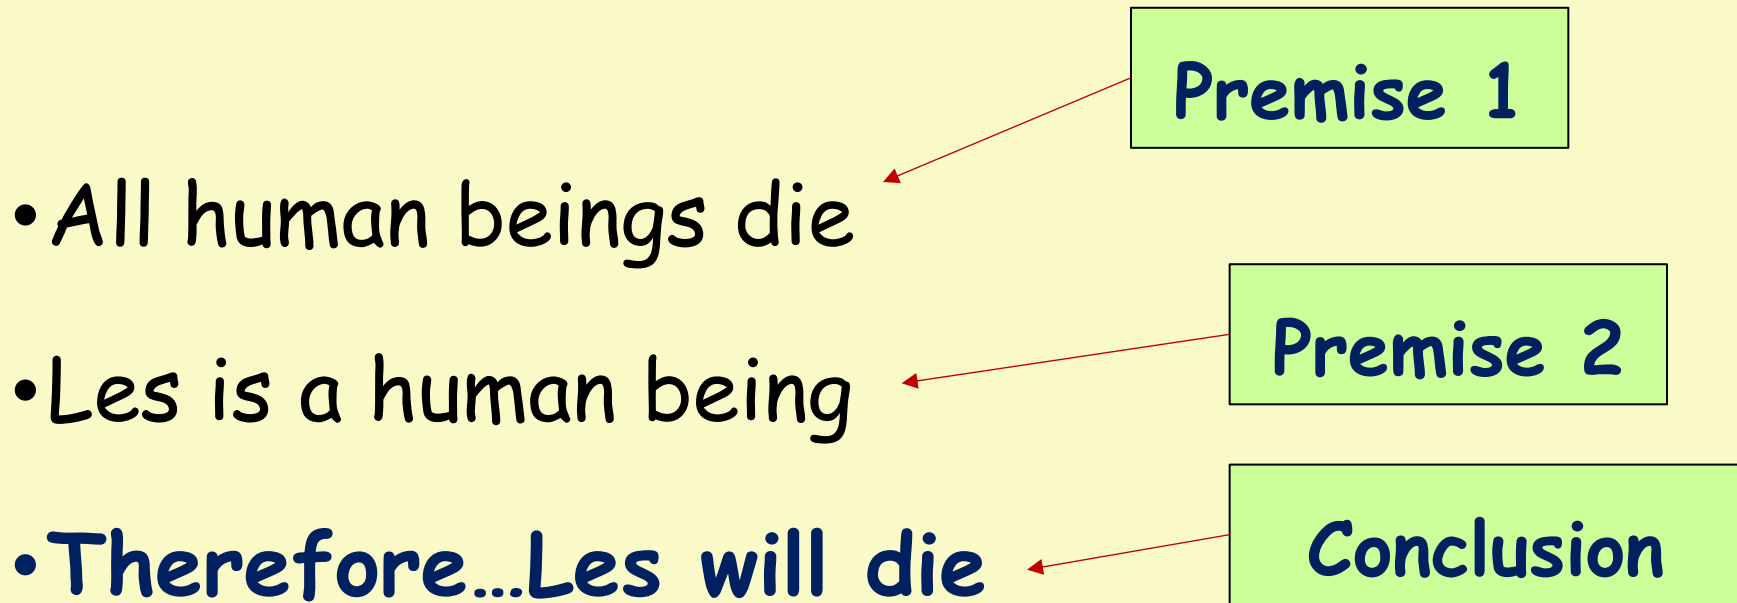 Premise 1
•All human beings die
Premise 2
•Les is a human being
Conclusion
•Therefore…Les will die